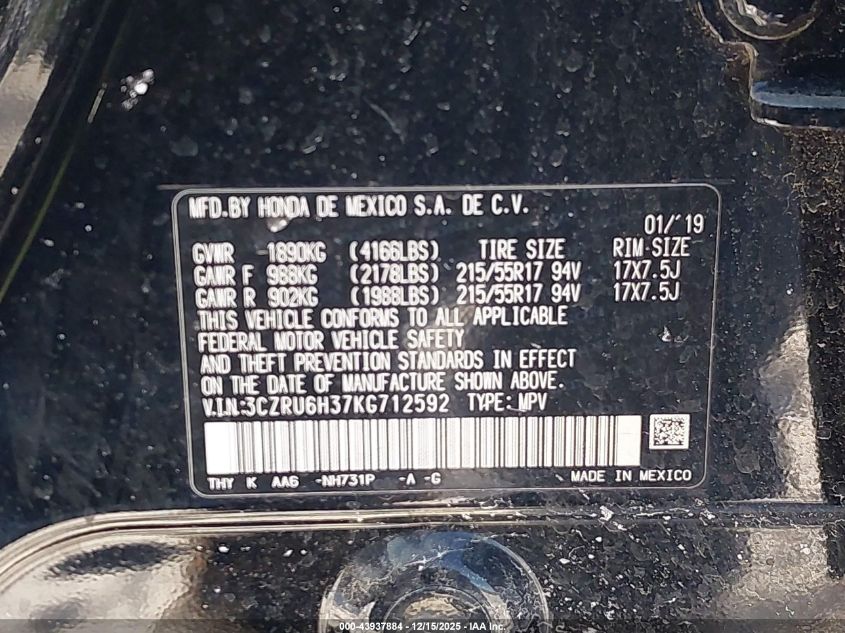 MFD.BY HONDA DE MEXICO S.A. DE C.V.
01/'19
GVWR 1890KG (4166LBS) TIRE SIZE RIM-SIZE
GAWR F 988KG (2178LBS) 215/55R17 94V 17X7.5J
GAWR R 902KG (1988LBS) 215/55R17 94V 17X7.5J
THIS VEHICLE CONFORMS TO ALL APPLICABLE
FEDERAL MOTOR VEHICLE SAFETY
AND THEFT PREVENTION STANDARDS IN EFFECT
ON THE DATE OF MANUFACTURE SHOWN ABOVE.
V.I.N:3CZRU6H37KG712592 TYPE: MPV
THY K AA6 -NH731P -A -G MADE IN MEXICO
000-43937884 - 12/15/2025 - IAA Inc.